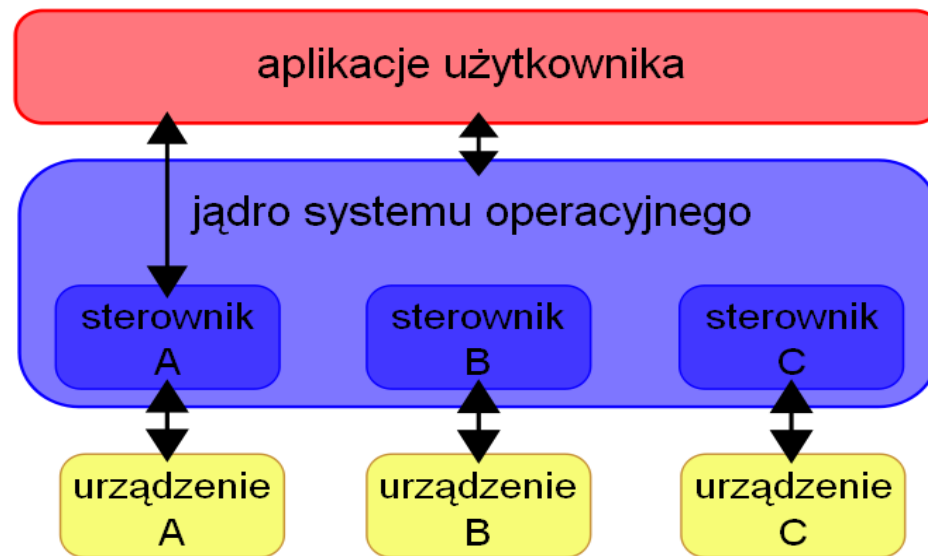 aplikacje użytkownika
jądro systemu operacyjnego
sterownik
A
sterownik
B
sterownik
C
urządzenie
A
urządzenie
B
urządzenie
C